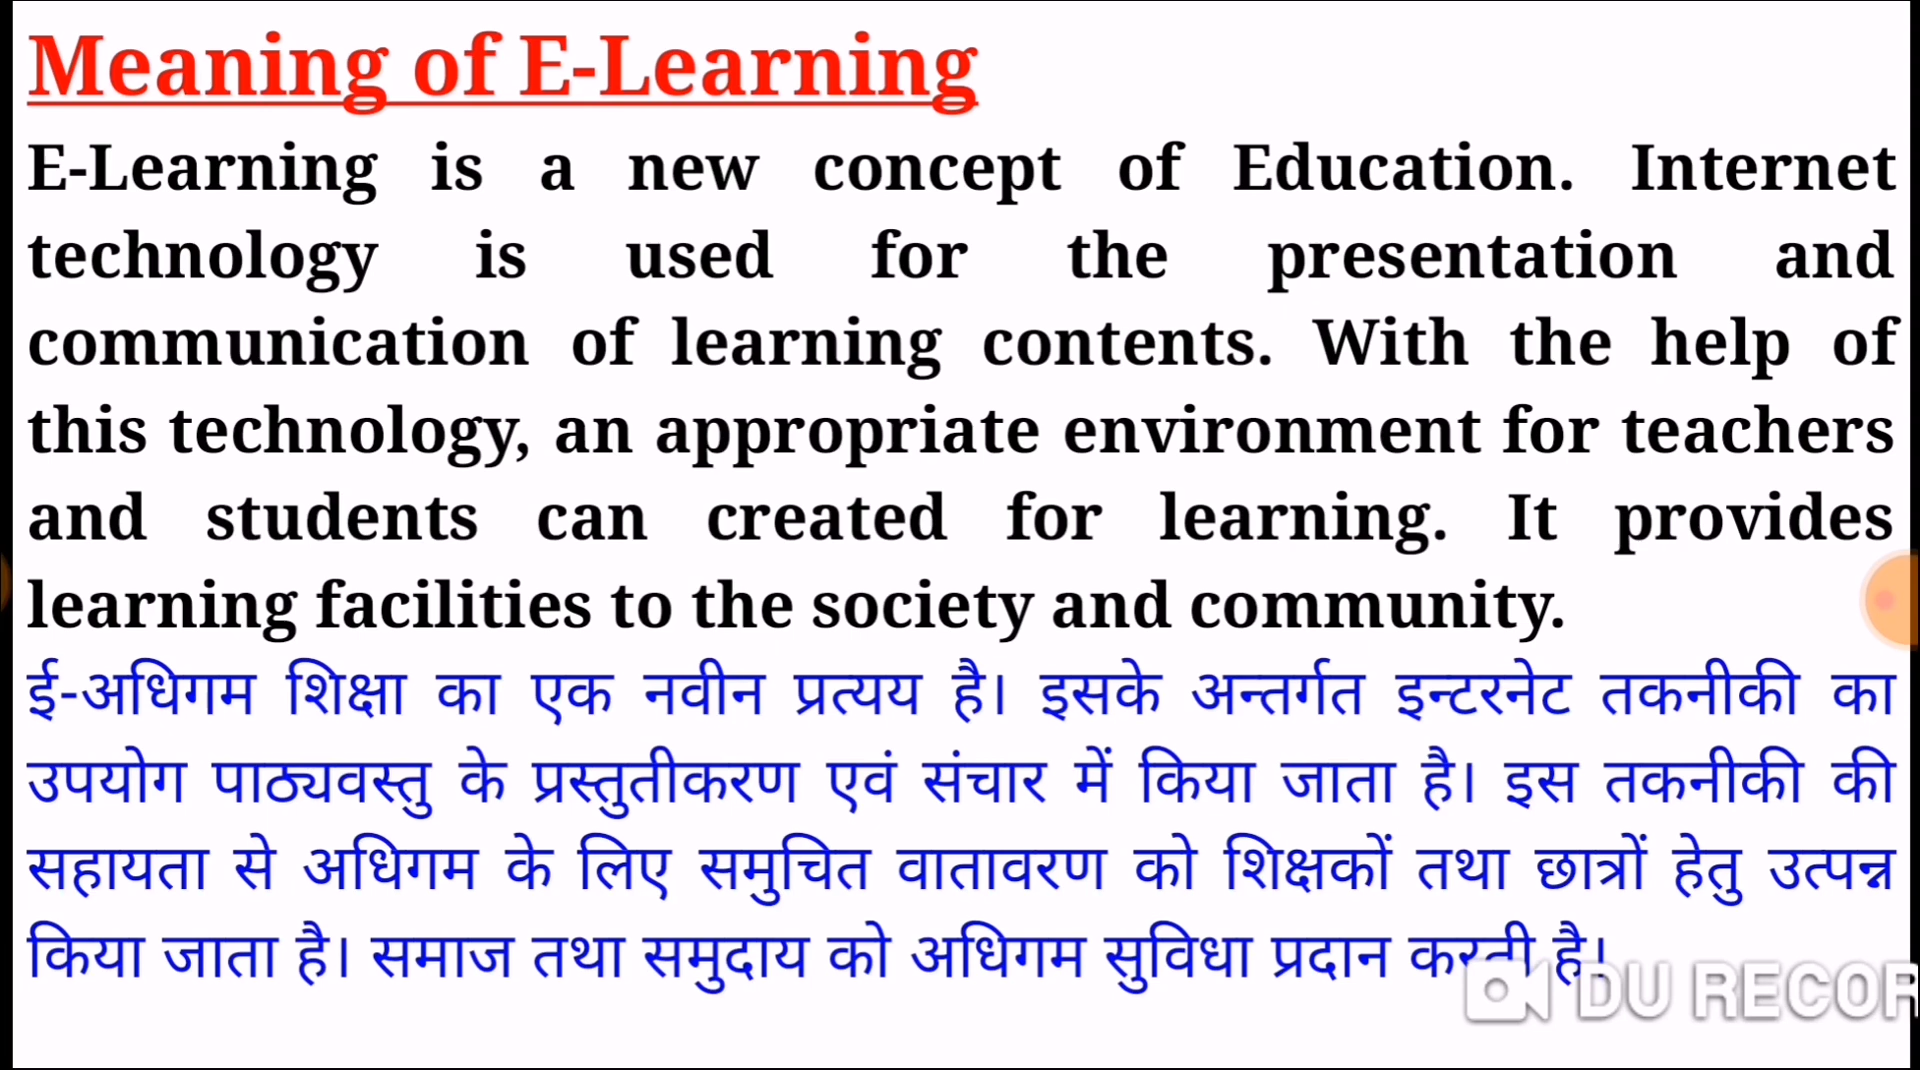 Meaning of E-Learning
E-Learning is a new concept of Education. Internet
technology is used for the presentation and
communication of learning contents. With the help of
this technology, an appropriate environment for teachers
and students can created for learning. It provides
learning facilities to the society and community.
ई-अधिगम शिक्षा का एक नवीन प्रत्यय है। इसके अन्तर्गत इन्टरनेट तकनीकी का
उपयोग पाठ्यवस्तु के प्रस्तुतीकरण एवं संचार में किया जाता है। इस तकनीकी की
सहायता से अधिगम के लिए समुचित वातावरण को शिक्षकों तथा छात्रों हेतु उत्पन्न
किया जाता है। समाज तथा समुदाय को अधिगम सुविधा प्रदान करती है।
DU RECOR